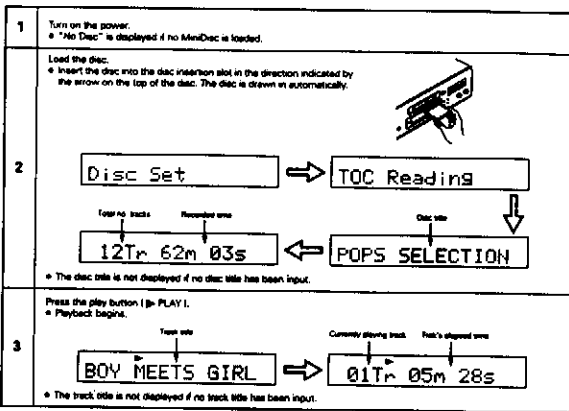 1
Turn on the power.
• "No Disc" is displayed if no MiniDisc is loaded.
2
Load the disc.
• Insert the disc into the disc insertion slot in the direction indicated by
the arrow on the top of the disc. The disc is drawn in automatically.
Disc Set
TOC Reading
Total no. tracks
Recorded time
Disc title
12Tr 62m 03s
POPS SELECTION
• The disc title is not displayed if no disc title has been input.
3
Press the play button ( ▶ PLAY ).
• Playback begins.
Track title
Currently playing track
Track's elapsed time
BOY MEETS GIRL
01Tr 05m 28s
• The track title is not displayed if no track title has been input.